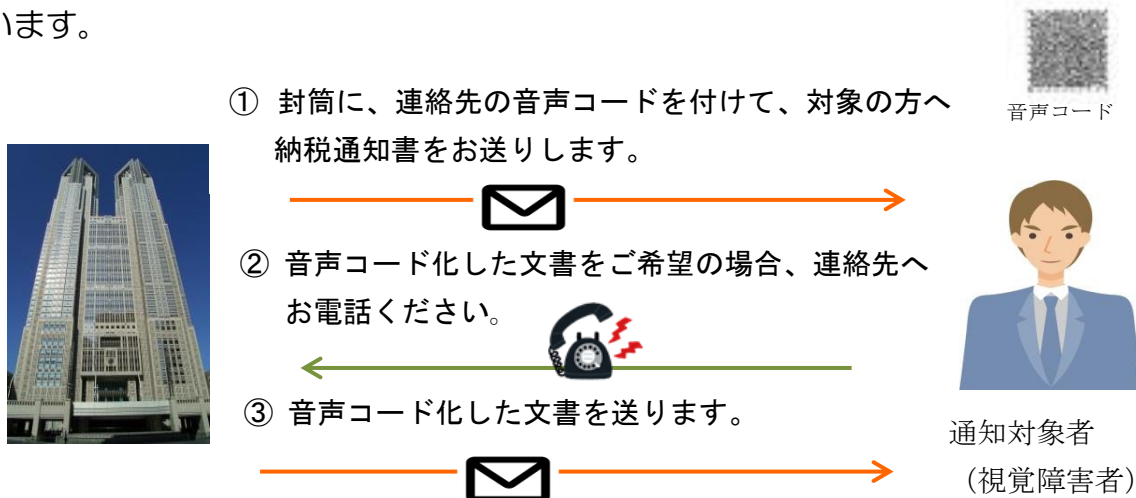 います。
① 封筒に、連絡先の音声コードを付けて、対象の方へ
納税通知書をお送りします。
音声コード
② 音声コード化した文書をご希望の場合、連絡先へ
お電話ください。
③ 音声コード化した文書を送ります。
通知対象者
（視覚障害者）